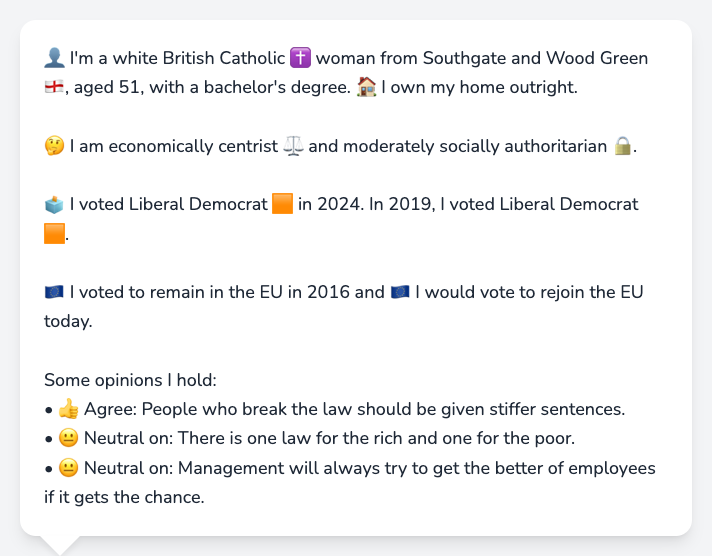 👤 I'm a white British Catholic ✝️ woman from Southgate and Wood Green
🏴󠁧󠁢󠁥󠁮󠁧󠁿, aged 51, with a bachelor's degree. 🏠 I own my home outright.
🤔 I am economically centrist ⚖️ and moderately socially authoritarian 🔒.
🗳️ I voted Liberal Democrat 🟧 in 2024. In 2019, I voted Liberal Democrat
🟧.
🇪🇺 I voted to remain in the EU in 2016 and 🇪🇺 I would vote to rejoin the EU
today.
Some opinions I hold:
• 👍 Agree: People who break the law should be given stiffer sentences.
• 😐 Neutral on: There is one law for the rich and one for the poor.
• 😐 Neutral on: Management will always try to get the better of employees
if it gets the chance.